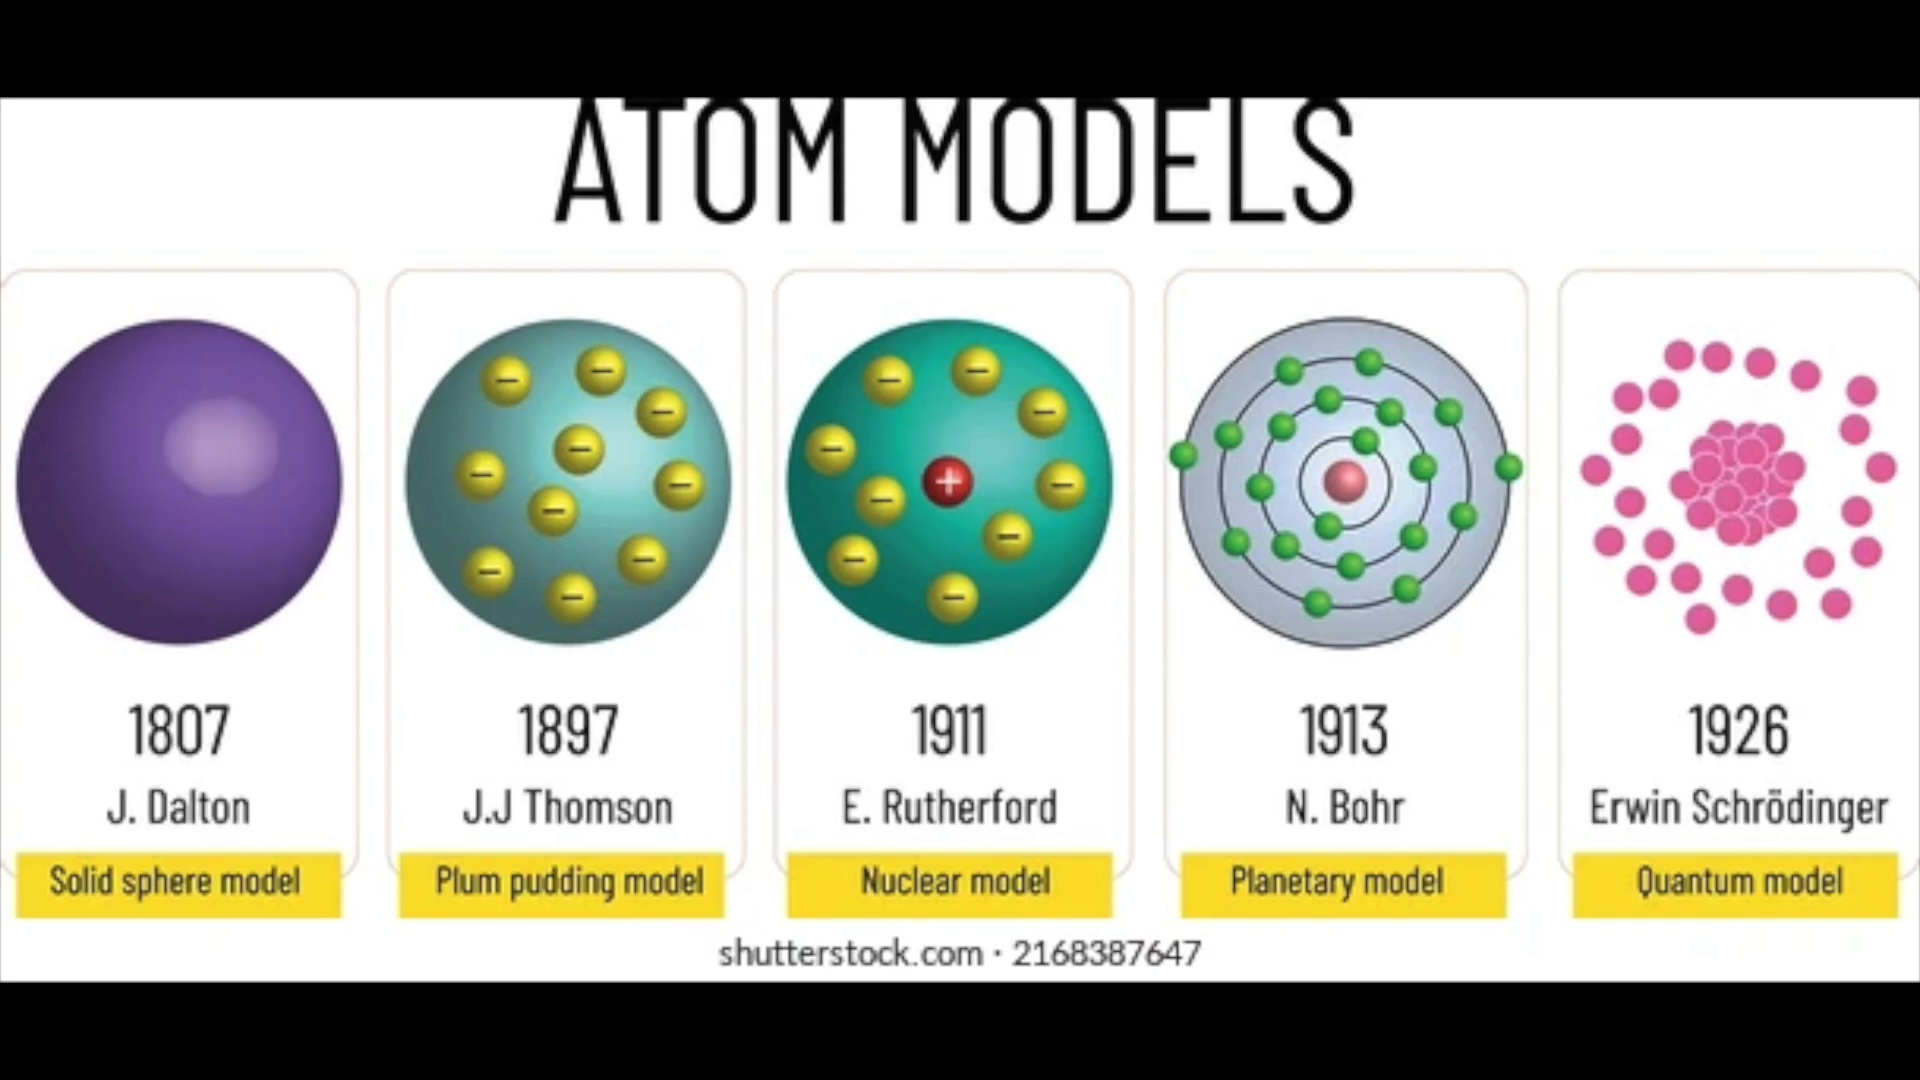 ATOM MODELS
− − − − − − − − − −
− − − − − − − − − +
1807
J. Dalton
Solid sphere model
1897
J.J Thomson
Plum pudding model
1911
E. Rutherford
Nuclear model
1913
N. Bohr
Planetary model
1926
Erwin Schrödinger
Quantum model
shutterstock.com · 2168387647